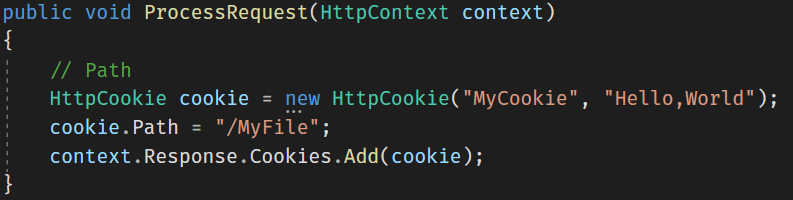 public void ProcessRequest(HttpContext context)
{
// Path
HttpCookie cookie = new HttpCookie("MyCookie", "Hello,World");
cookie.Path = "/MyFile";
context.Response.Cookies.Add(cookie);
}